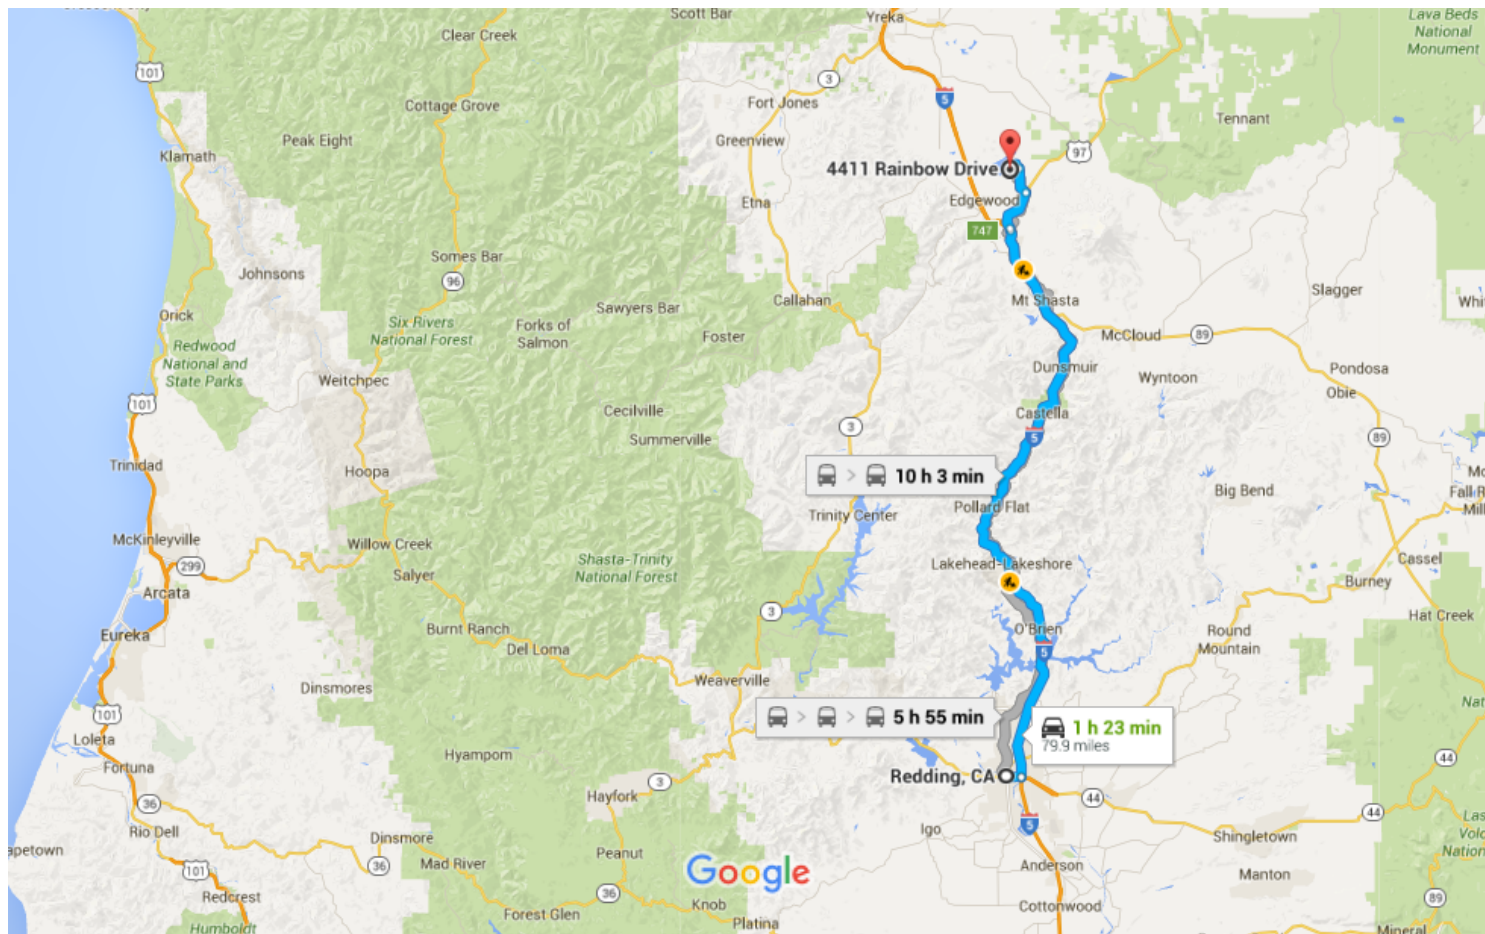 Scott Bar
Yreka
Lava Beds
National
Monument
Clear Creek
101
3
Cottage Grove
5
Fort Jones
Tennant
Peak Eight
Greenview
97
Klamath
4411 Rainbow Drive
Etna
Edgewood
747
Somes Bar
Johnsons
96
Mt Shasta
Callahan
Slagger
Sawyers Bar
Orick
Six Rivers
National Forest
Forks of
Salmon
Foster
McCloud
89
Redwood
National and
State Parks
Weitchpec
Dunsmuir
Wyntoon
Pondosa
Obie
101
Cecilville
Castella
3
Summerville
5
89
Trinidad
Hoopa
10 h 3 min
Big Bend
Trinity Center
Pollard Flat
McKinleyville
Willow Creek
Shasta-Trinity
National Forest
Lakehead-Lakeshore
Cassel
299
Salyer
Burney
Arcata
3
Hat Creek
Eureka
Burnt Ranch
O'Brien
Round
Mountain
Del Loma
5
Weaverville
Dinsmores
101
5 h 55 min
1 h 23 min
79.9 miles
Loleta
Hyampom
44
Fortuna
Redding, CA
3
Hayfork
44
36
44
Rio Dell
Igo
5
Shingletown
Dinsmore
36
Peanut
Mad River
Google
Anderson
101
Manton
Redcrest
36
Knob
89
Forest Glen
Cottonwood
Platina
Humboldt
Mineral